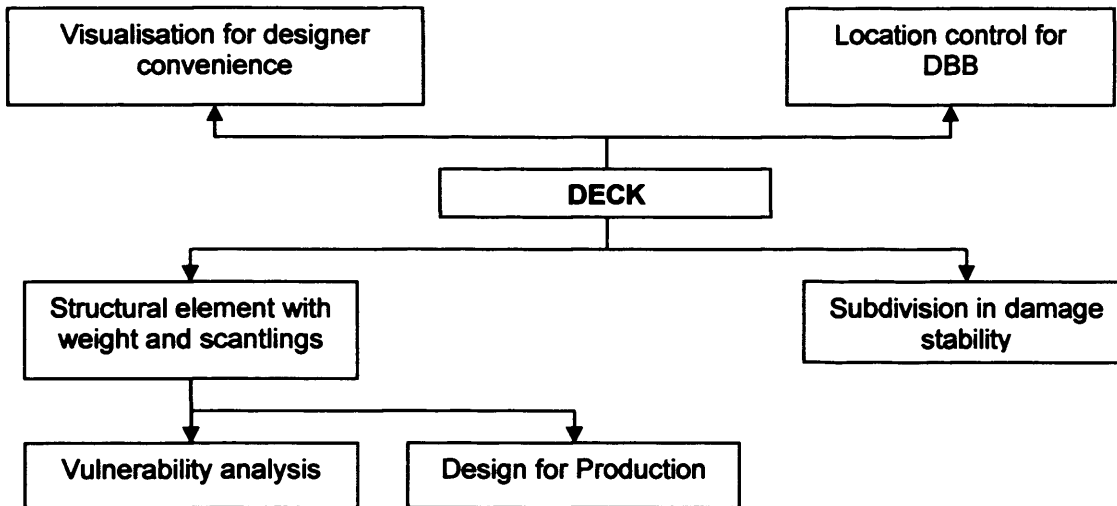 Visualisation for designer
convenience
Location control for
DBB
DECK
Structural element with
weight and scantlings
Subdivision in damage
stability
Vulnerability analysis
Design for Production